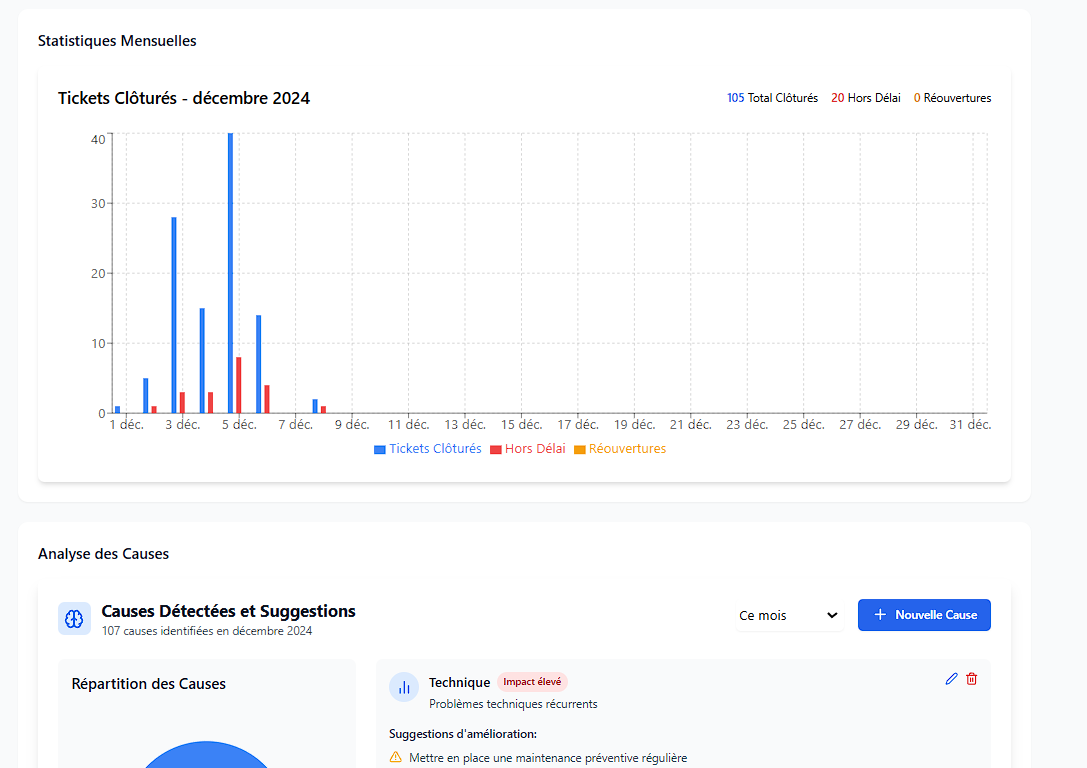 Statistiques Mensuelles
Tickets Clôturés - décembre 2024
105 Total Clôturés 20 Hors Délai 0 Réouvertures
40
30
20
10
0
1 déc. 3 déc. 5 déc. 7 déc. 9 déc. 11 déc. 13 déc. 15 déc. 17 déc. 19 déc. 21 déc. 23 déc. 25 déc. 27 déc. 29 déc. 31 déc.
Tickets Clôturés Hors Délai Réouvertures
Analyse des Causes
Causes Détectées et Suggestions
107 causes identifiées en décembre 2024
Ce mois
+ Nouvelle Cause
Répartition des Causes
Technique Impact élevé
Problèmes techniques récurrents
Suggestions d'amélioration:
Mettre en place une maintenance préventive régulière